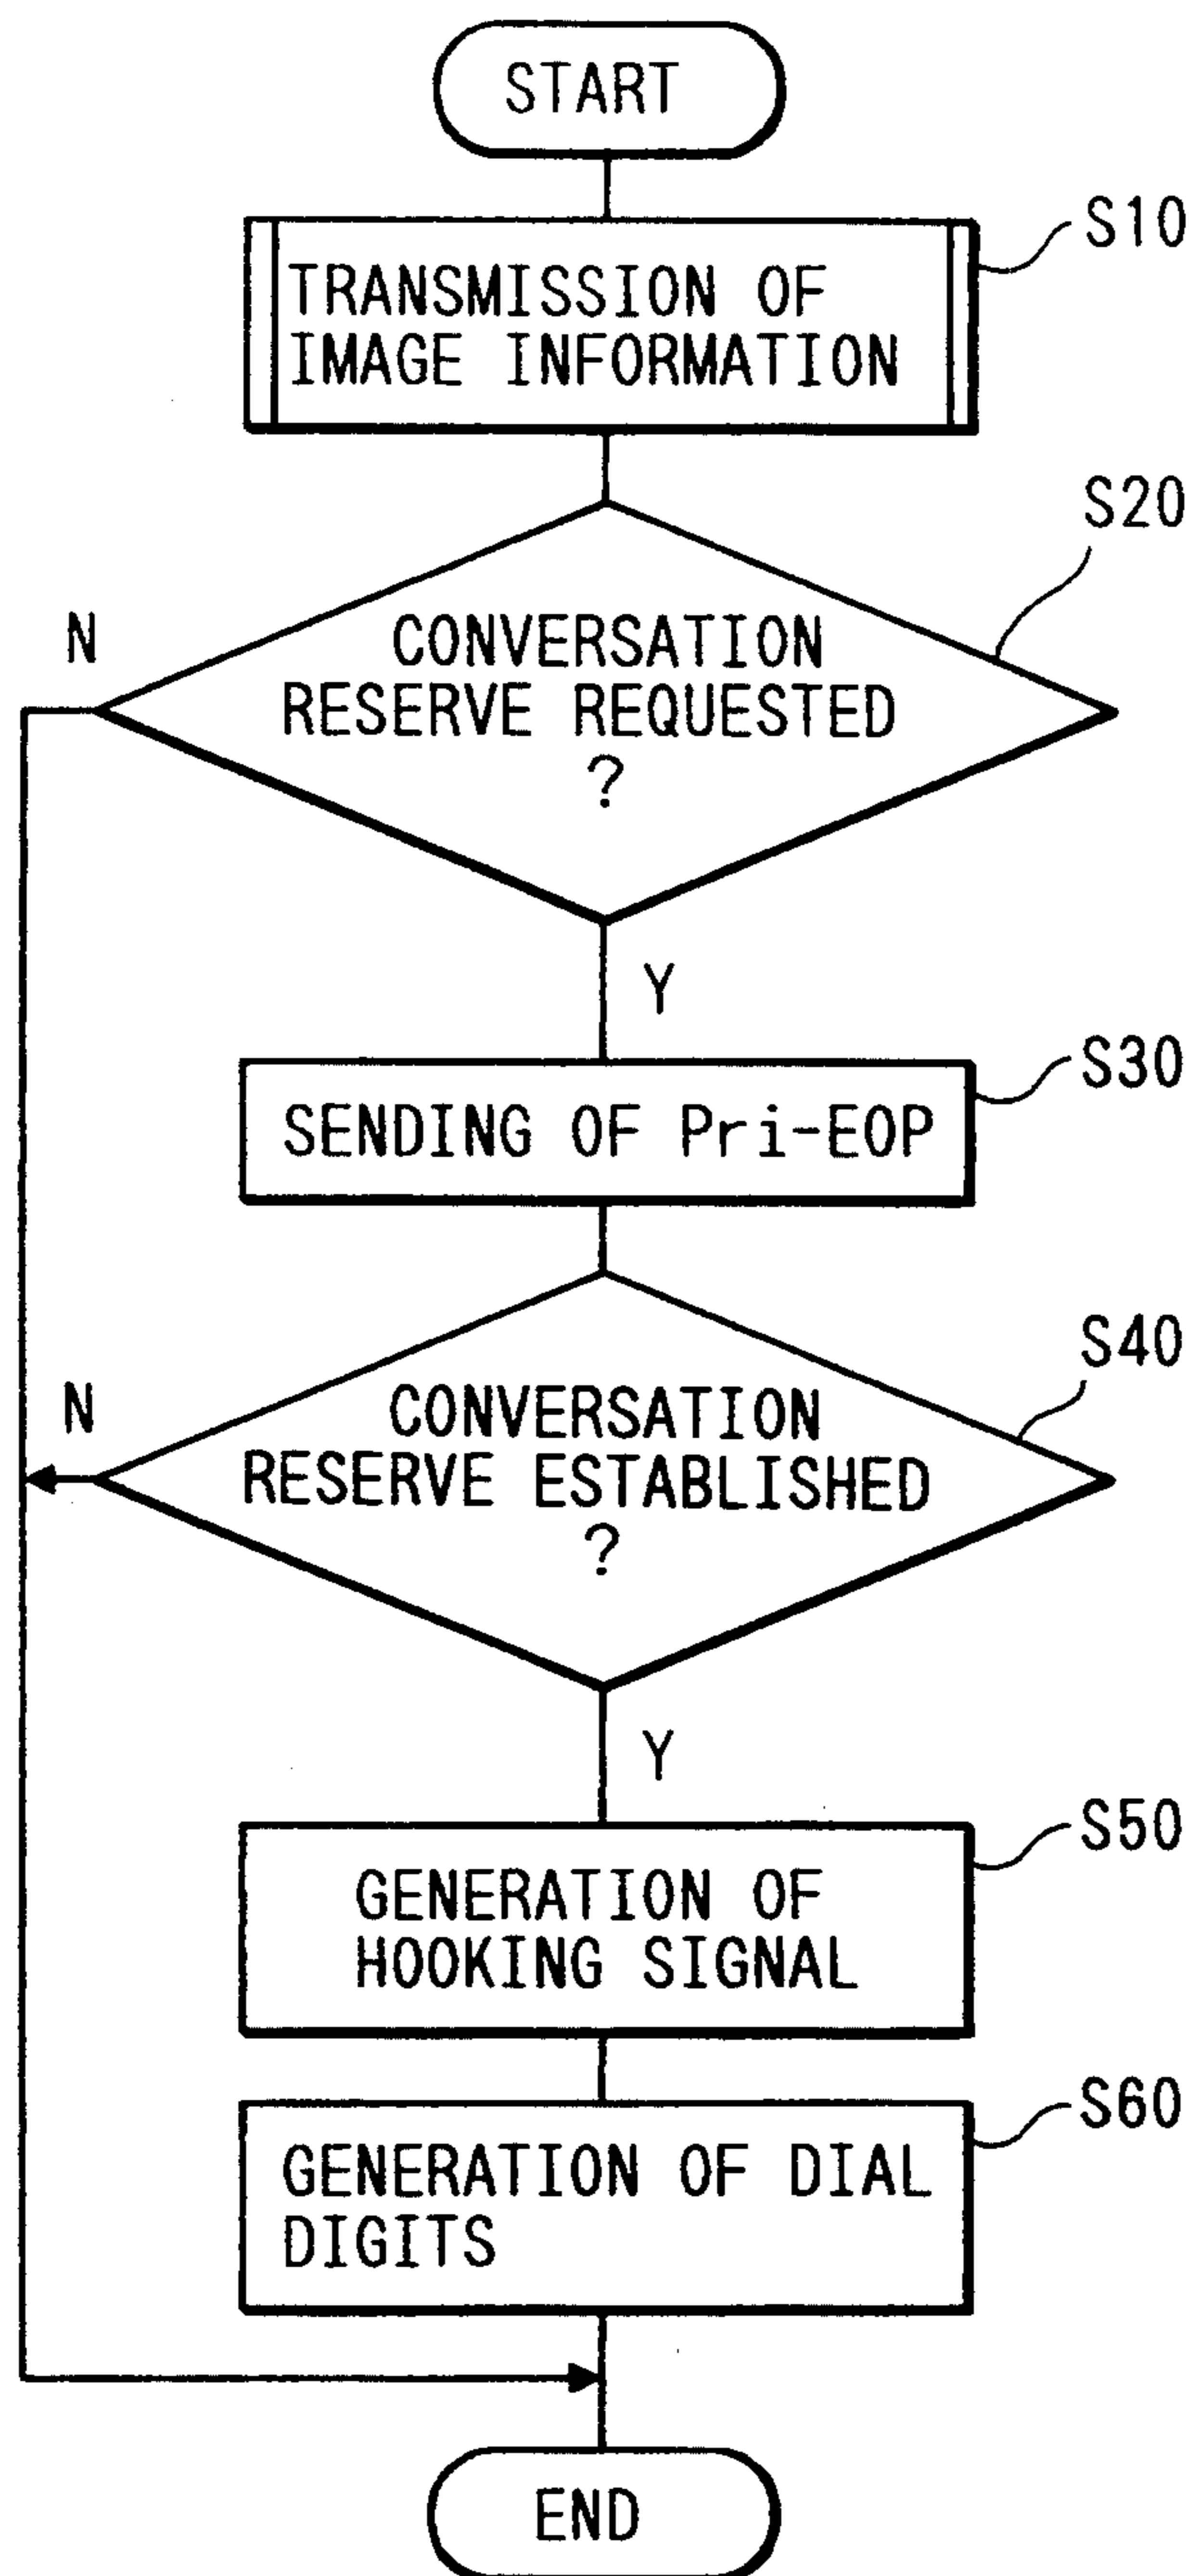 START
S10
TRANSMISSION OF
IMAGE INFORMATION
S20
N
CONVERSATION
RESERVE REQUESTED
?
Y
S30
SENDING OF Pri-EOP
S40
N
CONVERSATION
RESERVE ESTABLISHED
?
Y
S50
GENERATION OF
HOOKING SIGNAL
S60
GENERATION OF DIAL
DIGITS
END